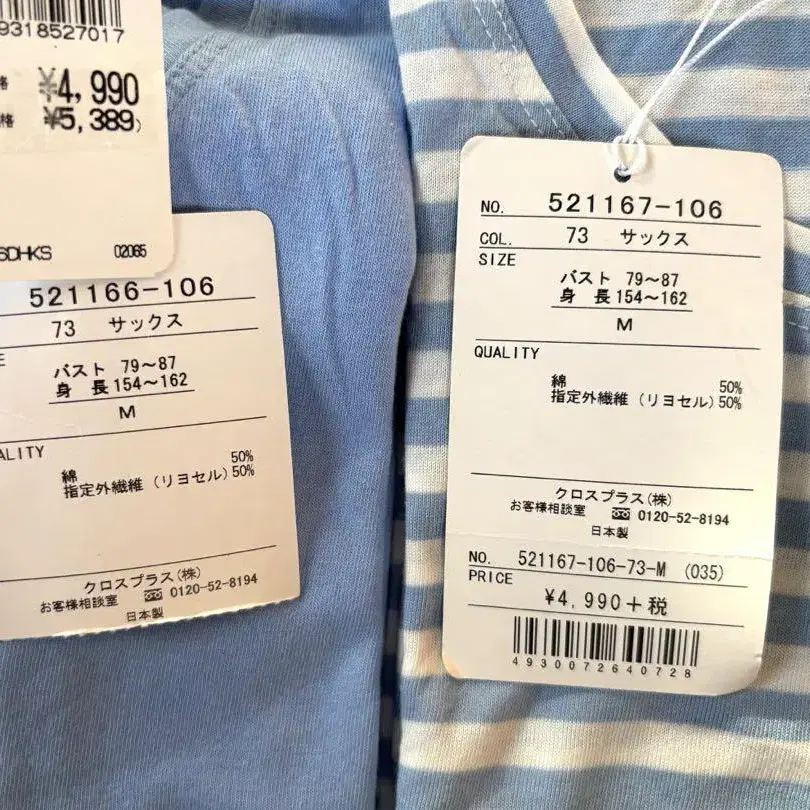 9318527017
格 ¥4,990
格 ¥5,389)
6DHKS 02065
521166-106
73 サックス
E
バスト 79~87
身 長 154~162
M
ALITY
綿 50%
指定外繊維 (リヨセル) 50%
クロスプラス(株)
お客様相談室 0120-52-8194
日本製
NO. 521167-106
COL. 73 サックス
SIZE
バスト 79~87
身 長 154~162
M
QUALITY
綿 50%
指定外繊維 (リヨセル) 50%
クロスプラス(株)
お客様相談室 0120-52-8194
日本製
NO. 521167-106-73-M (035)
PRICE
¥4,990+税
4930072640728